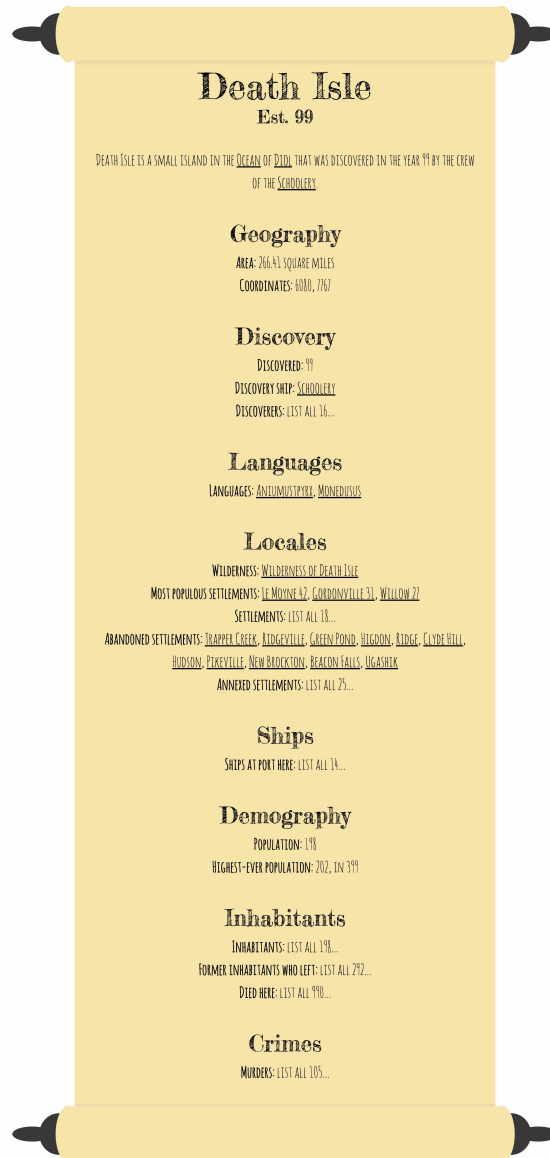 Death Isle
Est. 99
Death Isle is a small island in the Ocean of Diol that was discovered in the year 99 by the crew
of the Schoolery.
Geography
Area: 266.41 square miles
Coordinates: 6080, 7767
Discovery
Discovered: 99
Discovery ship: Schoolery
Discoverers: list all 16...
Languages
Languages: Aniumustpyrx, Monedusus
Locales
Wilderness: Wilderness of Death Isle
Most populous settlements: Le Moyne 42, Gordonville 31, Willow 27
Settlements: list all 18...
Abandoned settlements: Trapper Creek, Ridgeville, Green Pond, Higdon, Ridge, Clyde Hill,
Hudson, Pikeville, New Brockton, Beacon Falls, Ugashik
Annexed settlements: list all 25...
Ships
Ships at port here: list all 14...
Demography
Population: 198
Highest-ever population: 202, in 399
Inhabitants
Inhabitants: list all 198...
Former inhabitants who left: list all 292...
Died here: list all 990...
Crimes
Murders: list all 105...